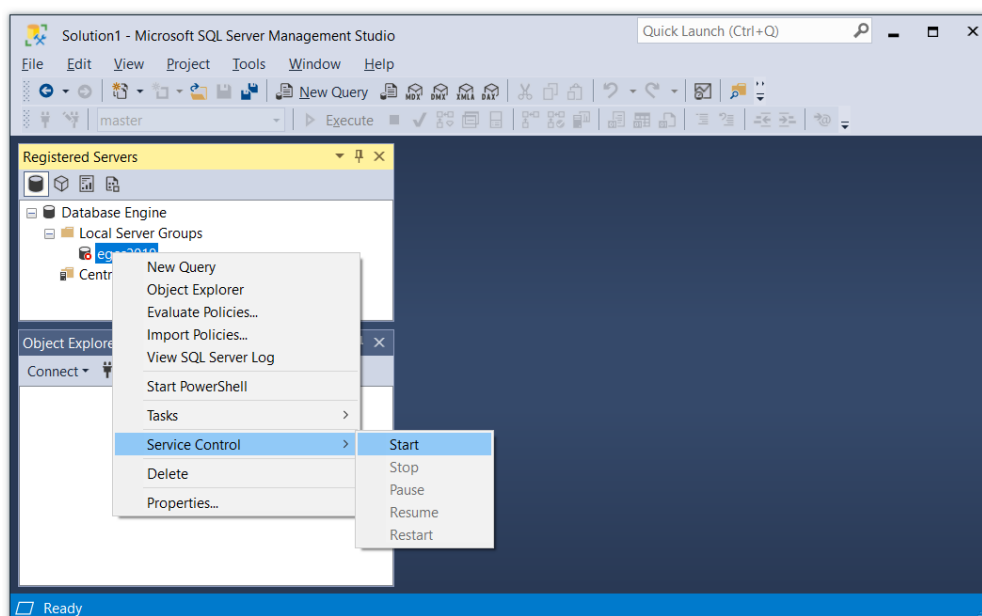 Solution1 - Microsoft SQL Server Management Studio
Quick Launch (Ctrl+Q)
File Edit View Project Tools Window Help
New Query MDX DMX XMLA DAX
master Execute
Registered Servers
Database Engine
Local Server Groups
Centr
New Query
Object Explorer
Evaluate Policies...
Import Policies...
View SQL Server Log
Object Explore
Connect
Start PowerShell
Tasks
Service Control
Start
Stop
Delete
Pause
Properties...
Resume
Restart
Ready